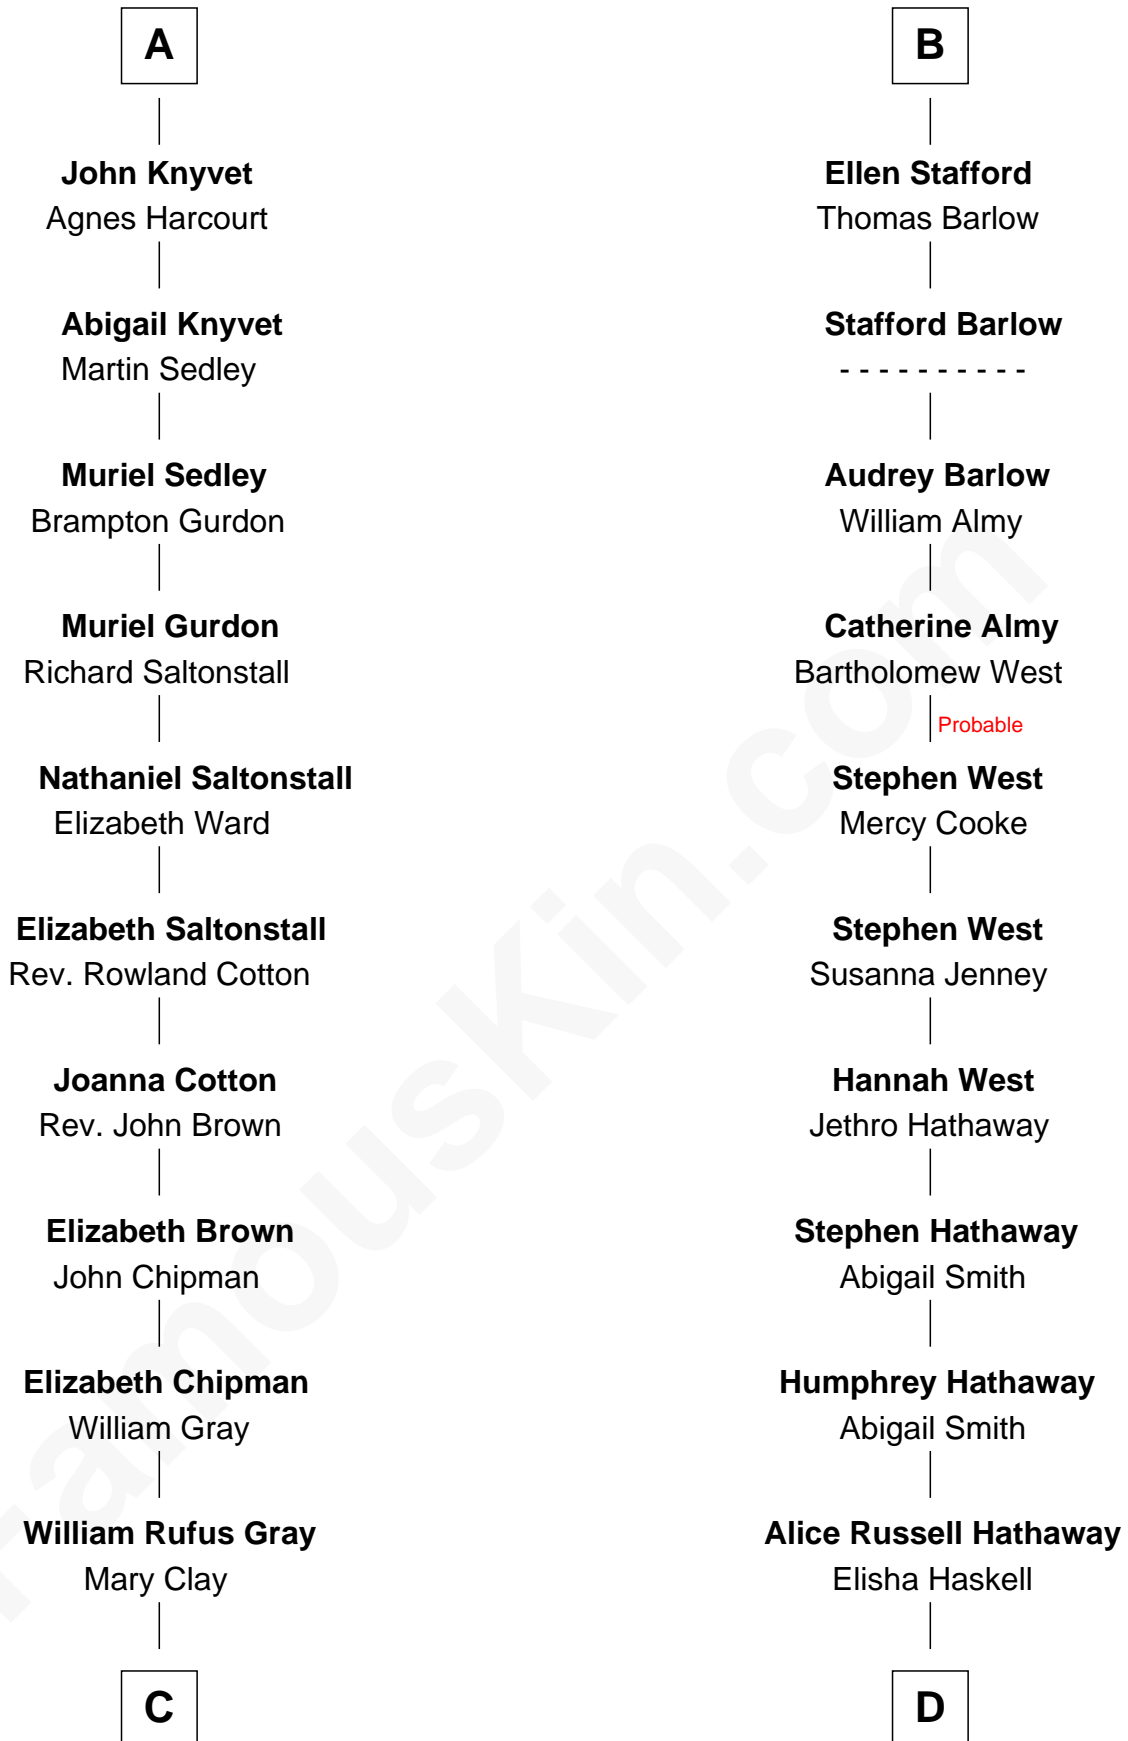 A
John Knyvet
Agnes Harcourt
Abigail Knyvet
Martin Sedley
Muriel Sedley
Brampton Gurdon
Muriel Gurdon
Richard Saltonstall
Nathaniel Saltonstall
Elizabeth Ward
Elizabeth Saltonstall
Rev. Rowland Cotton
Joanna Cotton
Rev. John Brown
Elizabeth Brown
John Chipman
Elizabeth Chipman
William Gray
William Rufus Gray
Mary Clay
C
B
Ellen Stafford
Thomas Barlow
Stafford Barlow
- - - - - - - - - -
Audrey Barlow
William Almy
Catherine Almy
Bartholomew West
Probable
Stephen West
Mercy Cooke
Stephen West
Susanna Jenney
Hannah West
Jethro Hathaway
Stephen Hathaway
Abigail Smith
Humphrey Hathaway
Abigail Smith
Alice Russell Hathaway
Elisha Haskell
D
FamousKin.com